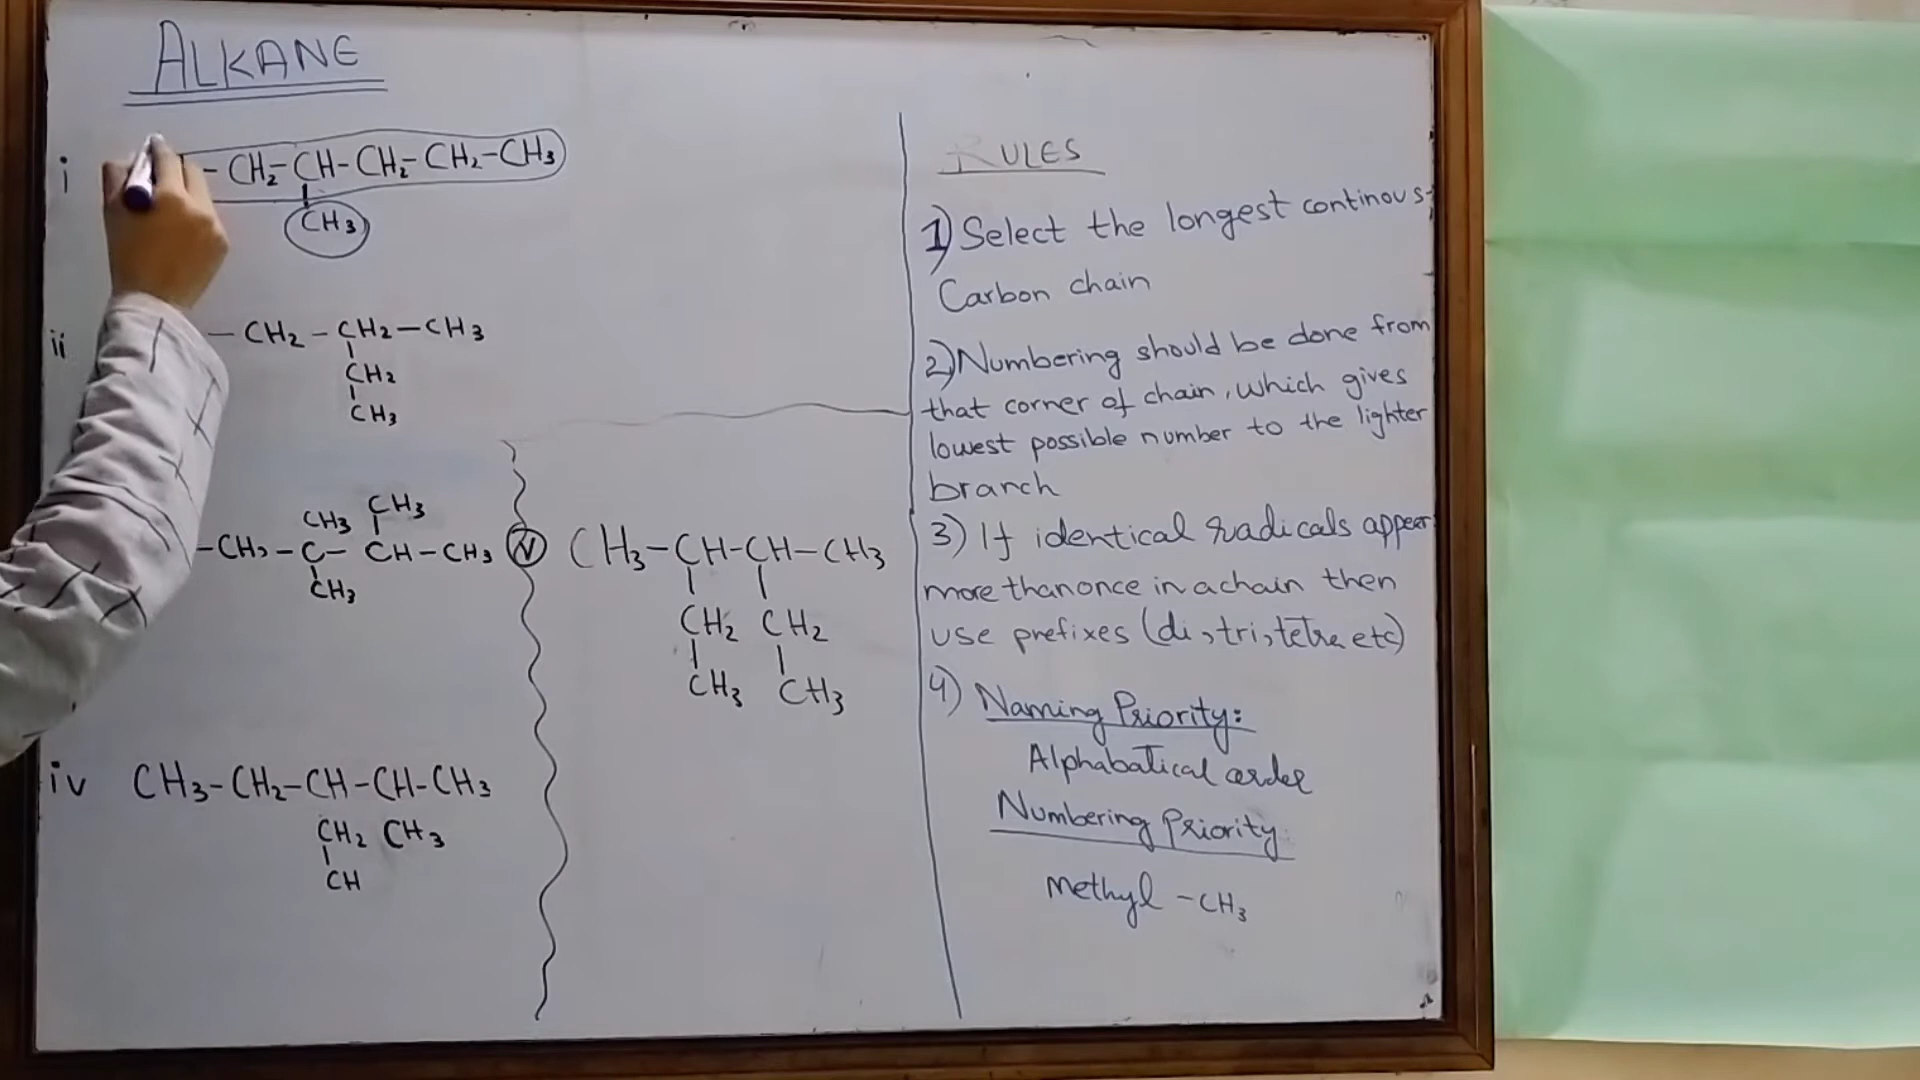 ALKANE
i
- CH₂-CH-CH₂-CH₂-CH₃
CH₃
ii
- CH₂ - CH₂ - CH₃
CH₂
CH₃
CH₃ CH₃
-CH₂-C- CH-CH₃
CH₃
iv CH₃-CH₂-CH-CH-CH₃
CH₂ CH₃
CH
V CH₃-CH-CH-CH₃
CH₂ CH₂
CH₃ CH₃
RULES
1) Select the longest continous
Carbon chain
2) Numbering should be done from
that corner of chain, which gives
lowest possible number to the lighter
branch
3) If identical radicals appear
more than once in a chain then
use prefixes (di, tri, tetra etc)
4) Naming Priority:
Alphabatical order
Numbering Priority
Methyl -CH₃